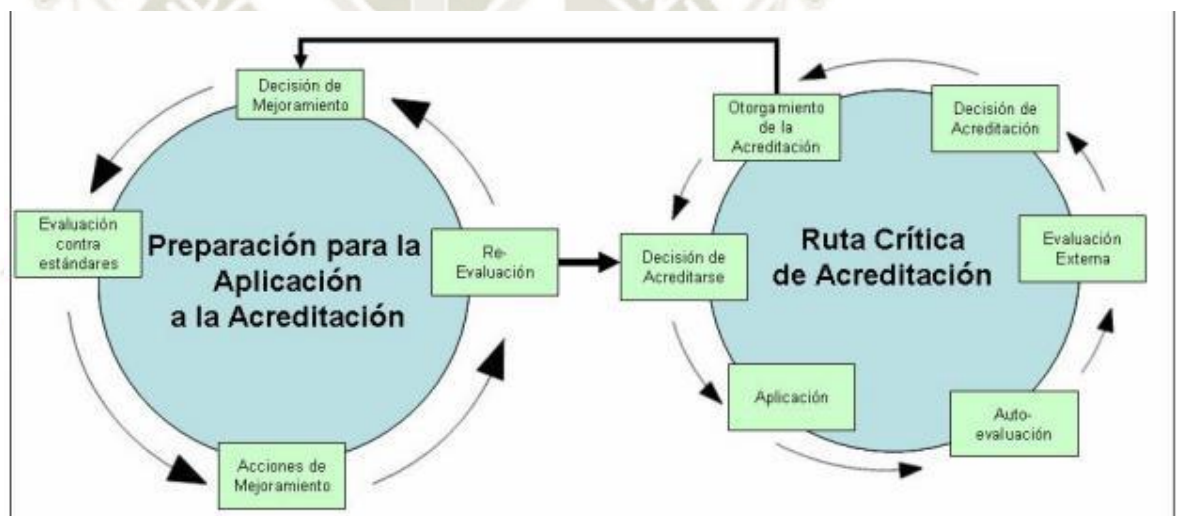 Decisión de
Mejoramiento
Evaluación
contra
estándares
Preparación para la
Aplicación
a la Acreditación
Re-
Evaluación
Acciones de
Mejoramiento
Otorgamiento
de la
Acreditación
Decisión de
Acreditación
Decisión de
Acreditarse
Ruta Crítica
de Acreditación
Evaluación
Externa
Aplicación
Auto-
evaluación